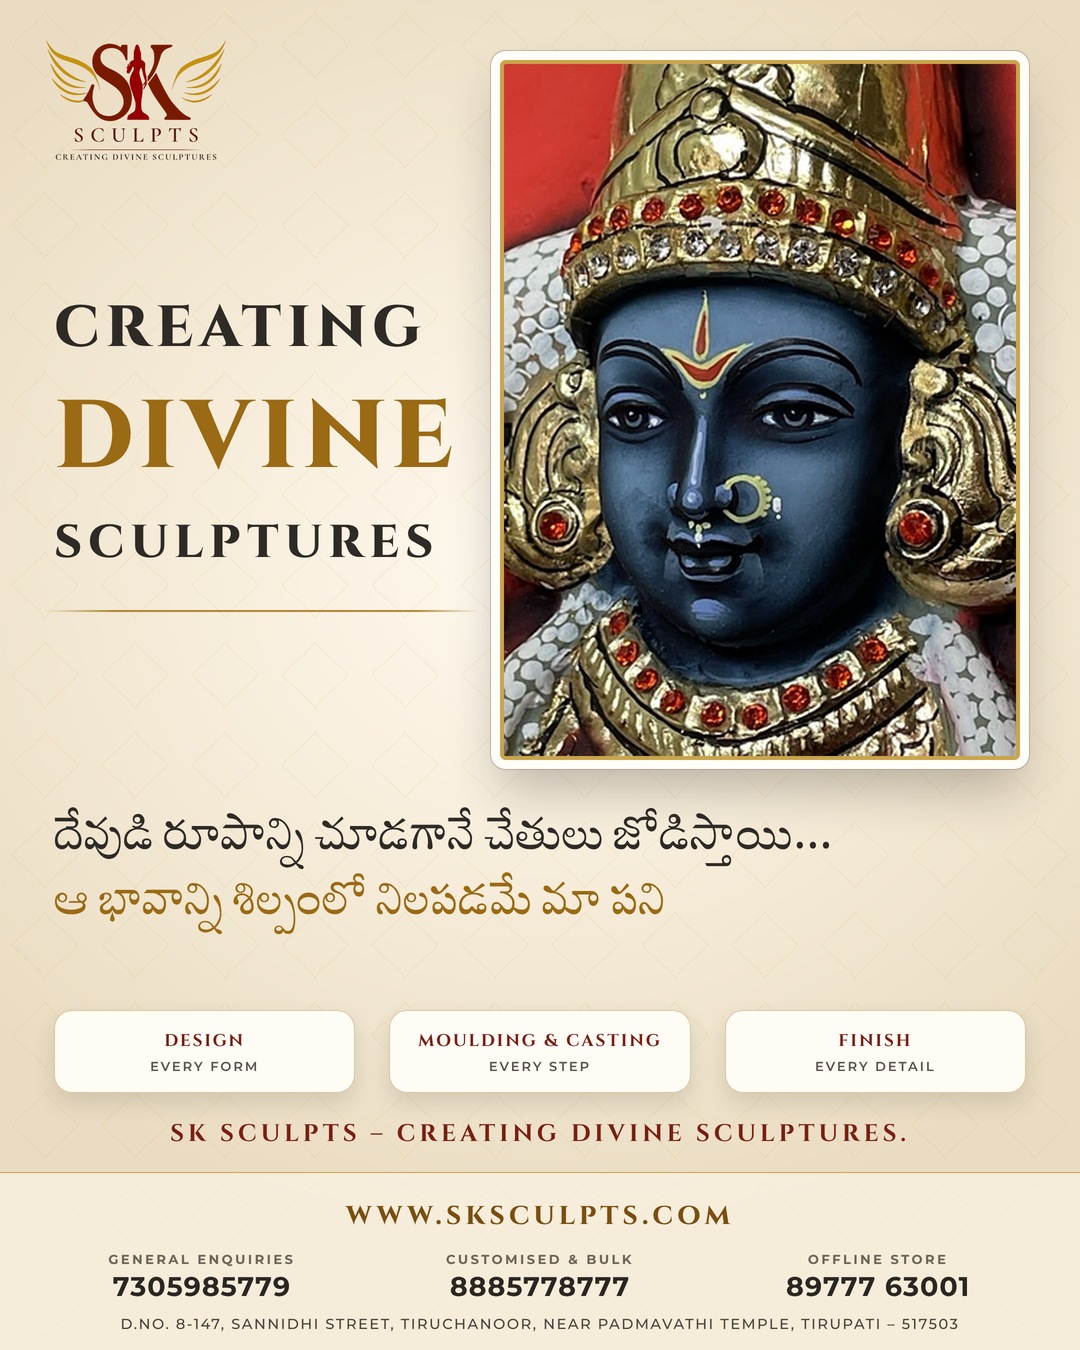 SK
SCULPTS
CREATING DIVINE SCULPTURES
CREATING
DIVINE
SCULPTURES
దేవుడి రూపాన్ని చూడగానే చేతులు జోడిస్తాయి...
ఆ భావాన్ని శిల్పంలో నిలపడమే మా పని
DESIGN
EVERY FORM
MOULDING & CASTING
EVERY STEP
FINISH
EVERY DETAIL
SK SCULPTS – CREATING DIVINE SCULPTURES.
WWW.SKSCULPTS.COM
GENERAL ENQUIRIES
7305985779
CUSTOMISED & BULK
8885778777
OFFLINE STORE
89777 63001
D.NO. 8-147, SANNIDHI STREET, TIRUCHANOOR, NEAR PADMAVATHI TEMPLE, TIRUPATI – 517503